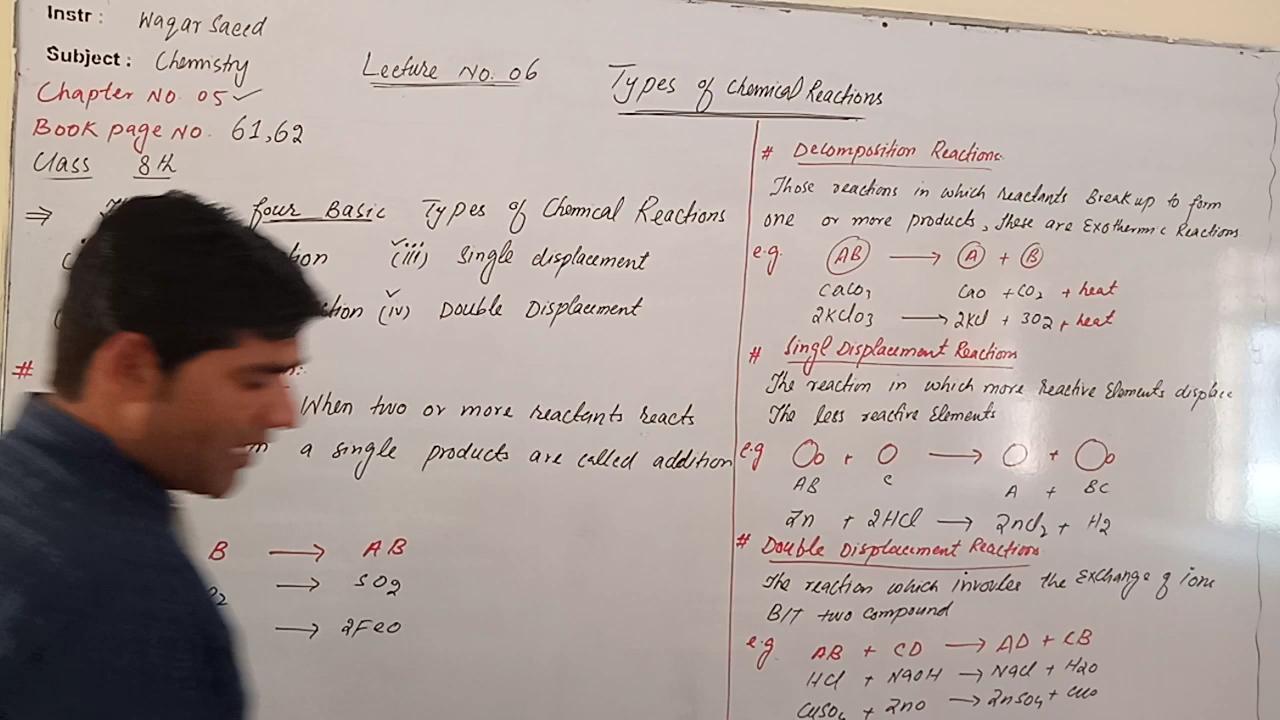 Instr : Waqar Saeed
Subject : Chemistry
Chapter No. 05 ✓
Book page No. 61,62
Class 8th
Lecture No. 06
Types of Chemical Reactions
⇒ four Basic Types of Chemical Reactions
(iii) Single displacement
(iv) Double Displacement
#
When two or more reactants reacts
a single products are called addition
B → AB
→ SO2
→ 2FeO
# Decomposition Reactions.
Those reactions in which reactants Break up to form
one or more products, these are Exothermic Reactions.
e.g. AB → A + B
CaCO3 CaO + CO2 + heat
2KClO3 → 2KCl + 3O2 + heat
# Singl Displacement Reactions
The reaction in which more Reactive Elements displace
The less reactive Elements
e.g + → +
AB C A + BC
Zn + 2HCl → ZnCl2 + H2
# Double Displacement Reactions
The reaction which invovles the Exchange of ions
B/T two compound
e.g. AB + CD → AD + CB
HCl + NaOH → NaCl + H2O
CuSO4 + ZnO → ZnSO4 + CuO